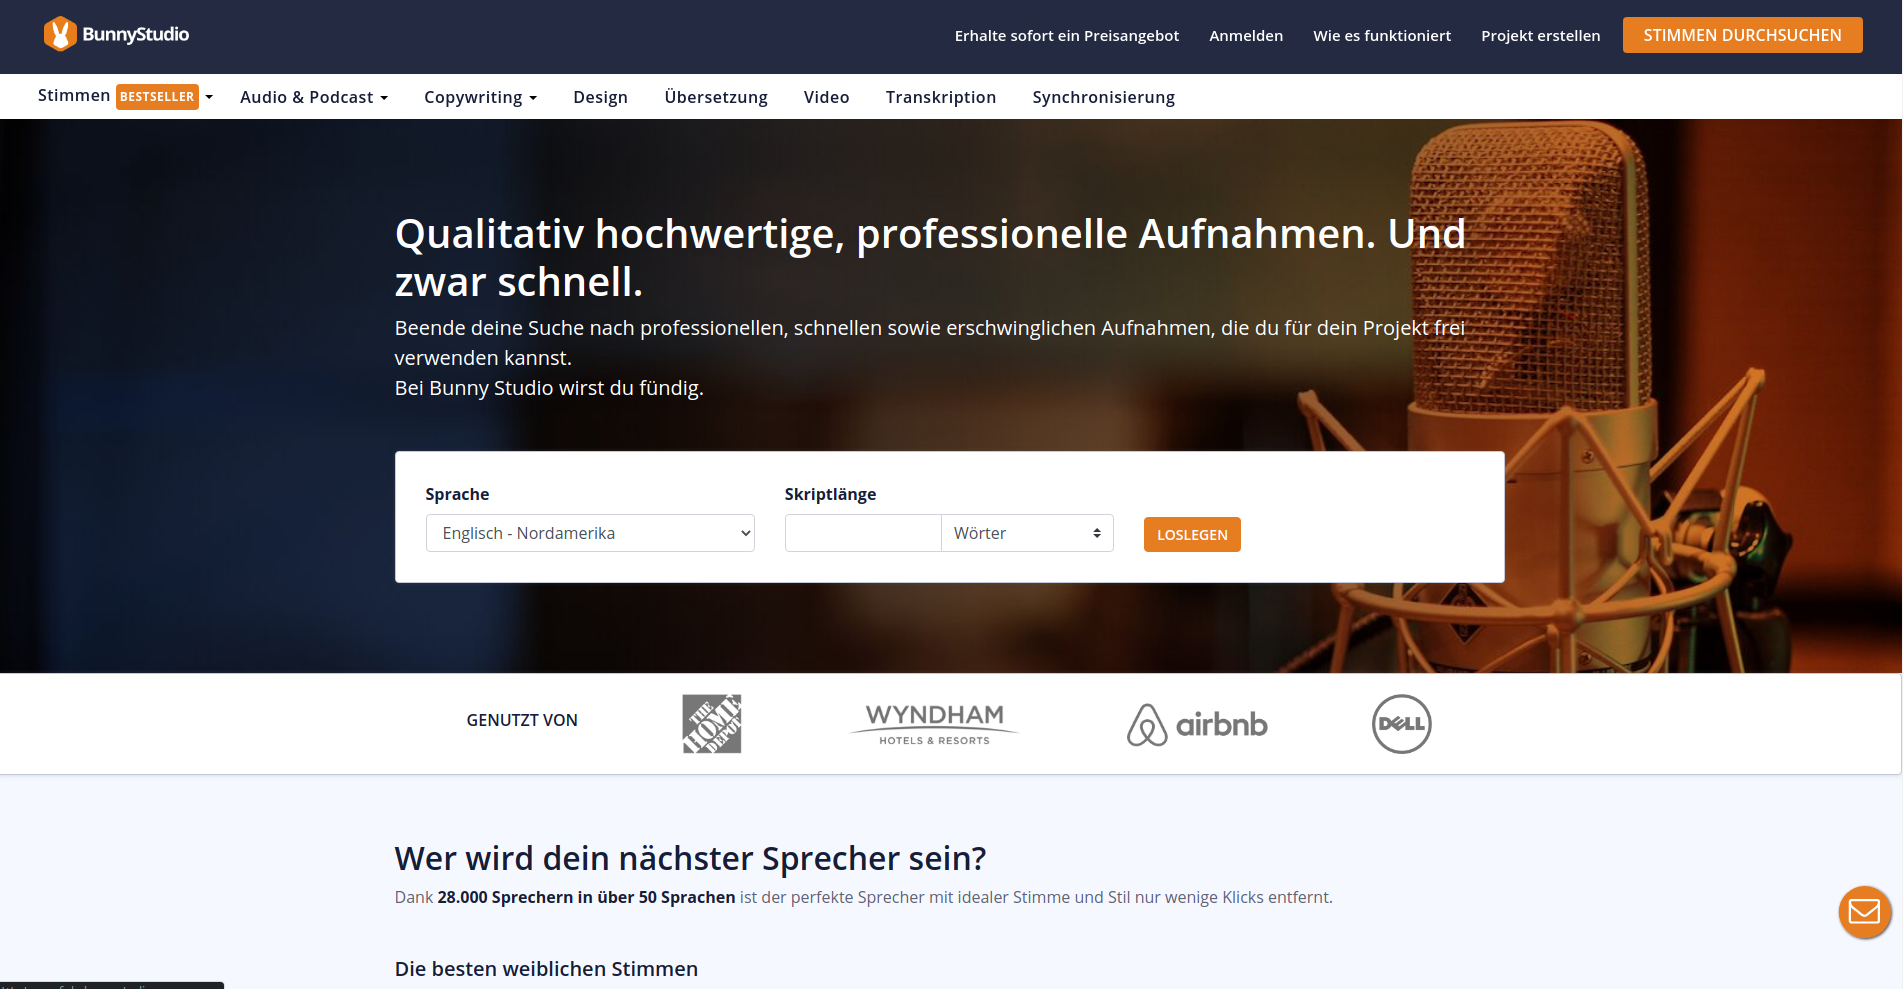 BunnyStudio
Erhalte sofort ein Preisangebot
Anmelden
Wie es funktioniert
Projekt erstellen
STIMMEN DURCHSUCHEN
Stimmen BESTSELLER
Audio & Podcast
Copywriting
Design
Übersetzung
Video
Transkription
Synchronisierung
Qualitativ hochwertige, professionelle Aufnahmen. Und
zwar schnell.
Beende deine Suche nach professionellen, schnellen sowie erschwinglichen Aufnahmen, die du für dein Projekt frei
verwenden kannst.
Bei Bunny Studio wirst du fündig.
Sprache
Skriptlänge
Englisch - Nordamerika
Wörter
LOSLEGEN
GENUTZT VON
THE
HOME
DEPOT
WYNDHAM
HOTELS & RESORTS
airbnb
DELL
Wer wird dein nächster Sprecher sein?
Dank 28.000 Sprechern in über 50 Sprachen ist der perfekte Sprecher mit idealer Stimme und Stil nur wenige Klicks entfernt.
Die besten weiblichen Stimmen